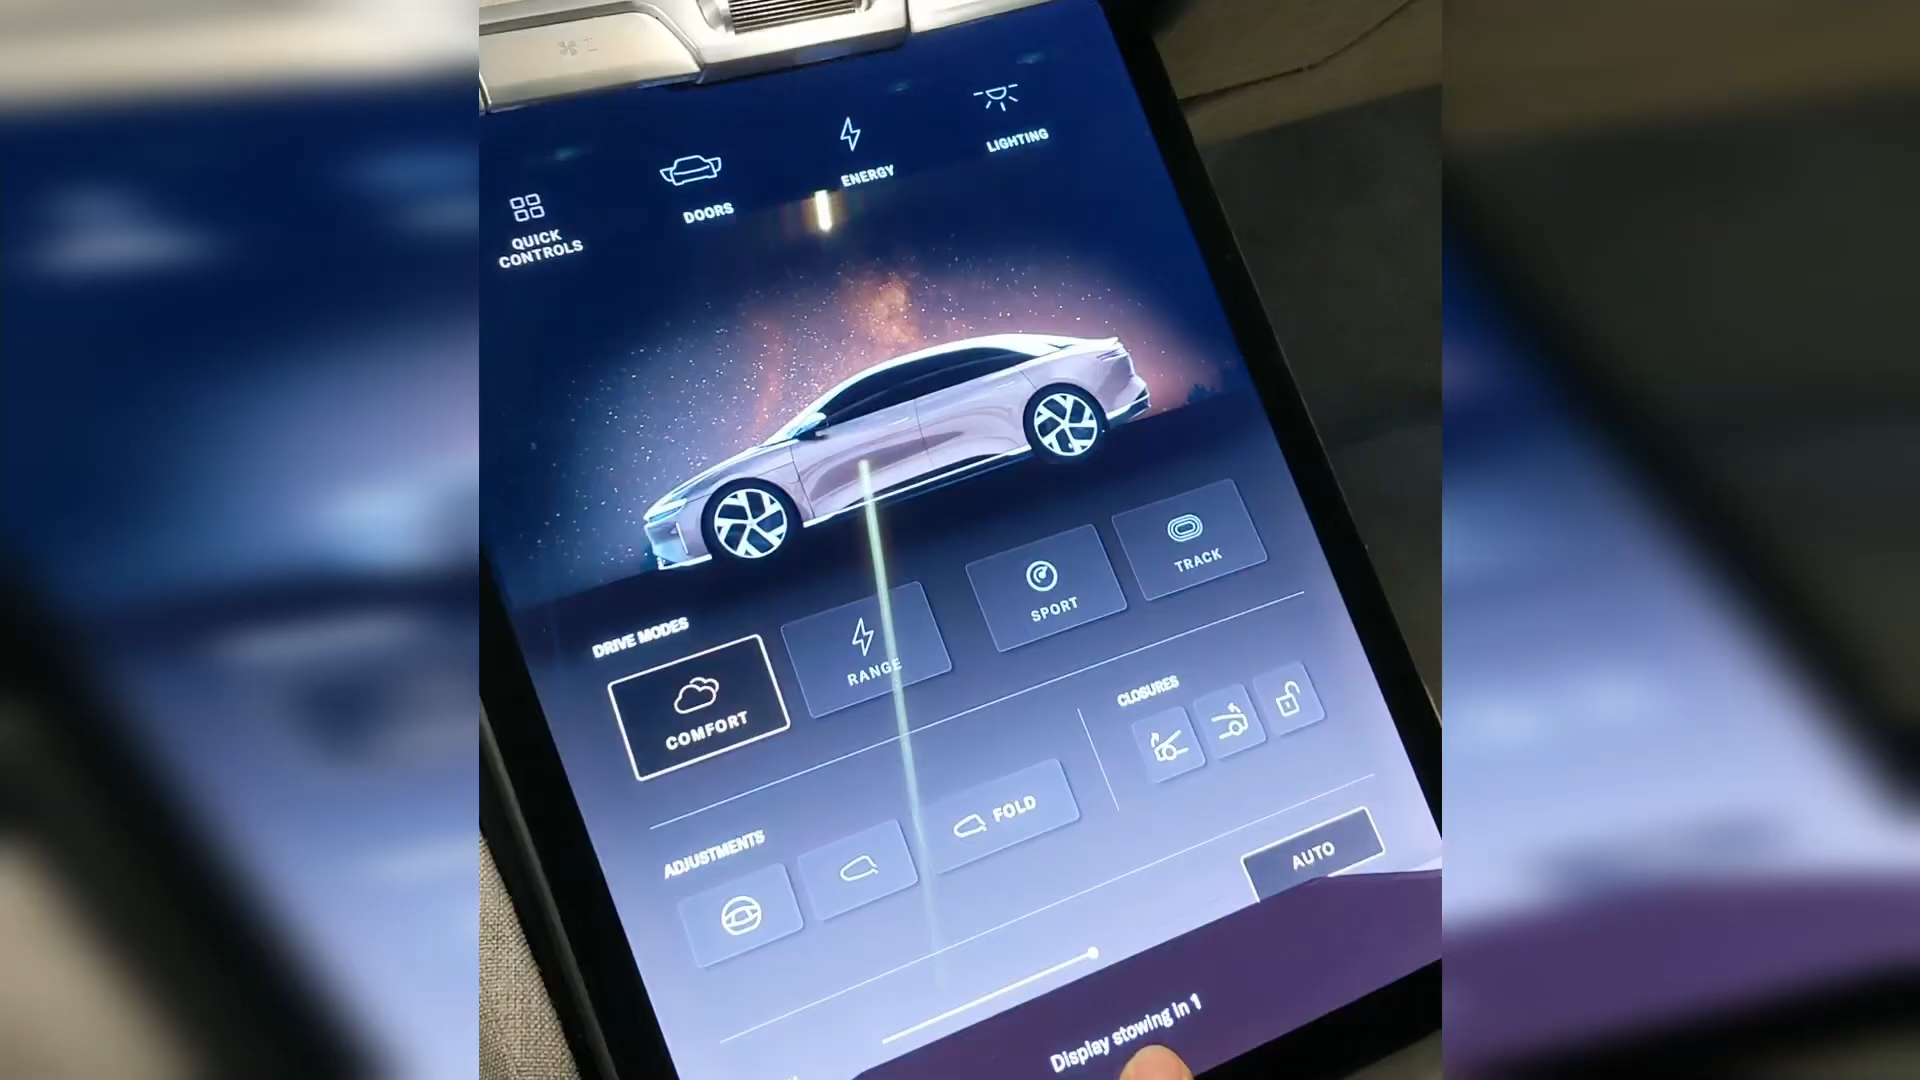 QUICK
CONTROLS
DOORS
ENERGY
LIGHTING
DRIVE MODES
COMFORT
RANGE
SPORT
TRACK
ADJUSTMENTS
FOLD
CLOSURES
AUTO
Display stowing in 1